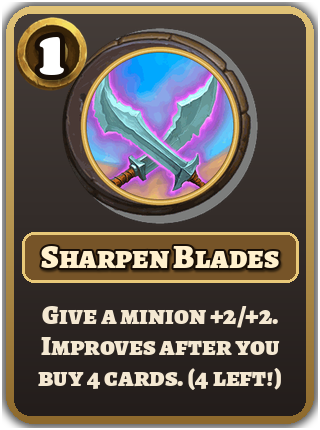 1
Sharpen Blades
Give a minion +2/+2.
Improves after you
buy 4 cards. (4 left!)